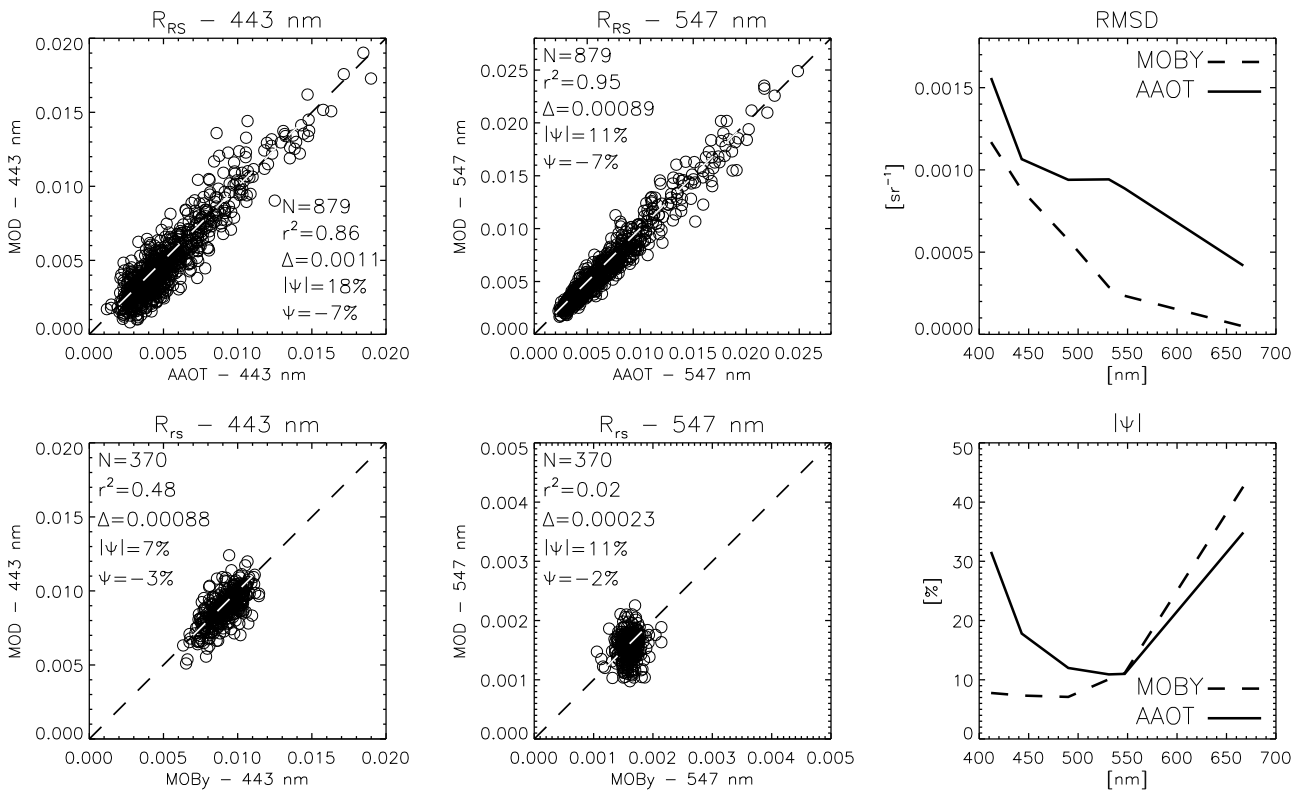 R_RS – 443 nm
0.020
0.015
0.010
0.005
0.000
MOD – 443 nm
N=879
r²=0.86
Δ=0.0011
|Ψ|=18%
Ψ=−7%
0.000 0.005 0.010 0.015 0.020
AAOT – 443 nm
R_RS – 547 nm
0.025
0.020
0.015
0.010
0.005
0.000
MOD – 547 nm
N=879
r²=0.95
Δ=0.00089
|Ψ|=11%
Ψ=−7%
0.000 0.005 0.010 0.015 0.020 0.025
AAOT – 547 nm
RMSD
0.0015
0.0010
0.0005
0.0000
[sr⁻¹]
MOBY
AAOT
400 450 500 550 600 650 700
[nm]
R_rs – 443 nm
0.020
0.015
0.010
0.005
0.000
MOD – 443 nm
N=370
r²=0.48
Δ=0.00088
|Ψ|=7%
Ψ=−3%
0.000 0.005 0.010 0.015 0.020
MOBy – 443 nm
R_rs – 547 nm
0.005
0.004
0.003
0.002
0.001
0.000
MOD – 547 nm
N=370
r²=0.02
Δ=0.00023
|Ψ|=11%
Ψ=−2%
0.000 0.001 0.002 0.003 0.004 0.005
MOBy – 547 nm
|Ψ|
50
40
30
20
10
0
[%]
MOBY
AAOT
400 450 500 550 600 650 700
[nm]